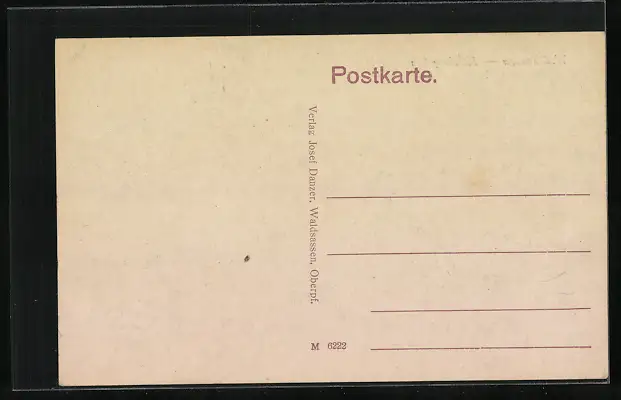 Postkarte.
Verlag Josef Danzer, Waldsassen, Oberpf.
M 6222